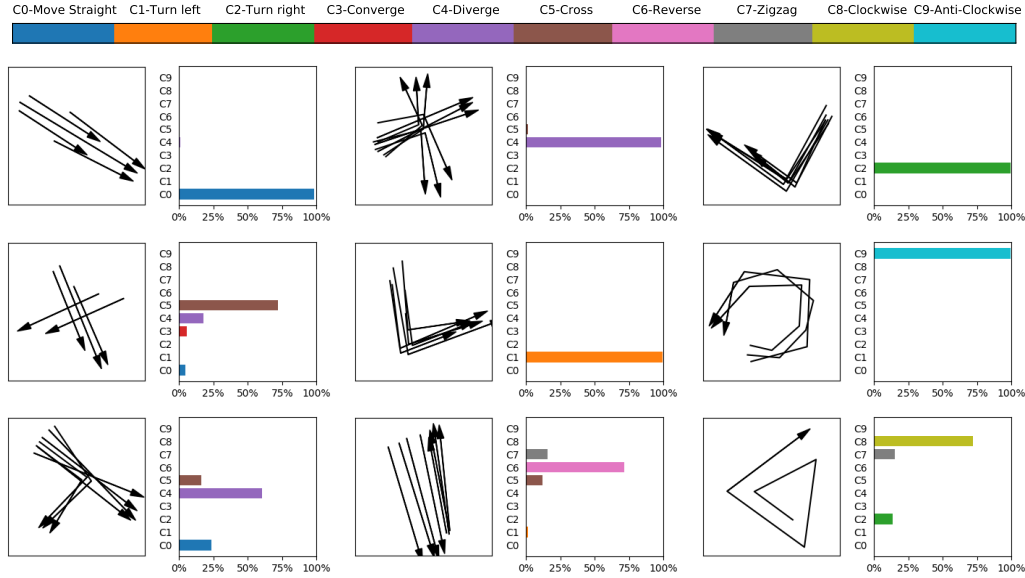 C0-Move Straight C1-Turn left C2-Turn right C3-Converge C4-Diverge C5-Cross C6-Reverse C7-Zigzag C8-Clockwise C9-Anti-Clockwise
C9 C9 C9
C8 C8 C8
C7 C7 C7
C6 C6 C6
C5 C5 C5
C4 C4 C4
C3 C3 C3
C2 C2 C2
C1 C1 C1
C0 C0 C0
0% 25% 50% 75% 100% 0% 25% 50% 75% 100% 0% 25% 50% 75% 100%
C9 C9 C9
C8 C8 C8
C7 C7 C7
C6 C6 C6
C5 C5 C5
C4 C4 C4
C3 C3 C3
C2 C2 C2
C1 C1 C1
C0 C0 C0
0% 25% 50% 75% 100% 0% 25% 50% 75% 100% 0% 25% 50% 75% 100%
C9 C9 C9
C8 C8 C8
C7 C7 C7
C6 C6 C6
C5 C5 C5
C4 C4 C4
C3 C3 C3
C2 C2 C2
C1 C1 C1
C0 C0 C0
0% 25% 50% 75% 100% 0% 25% 50% 75% 100% 0% 25% 50% 75% 100%